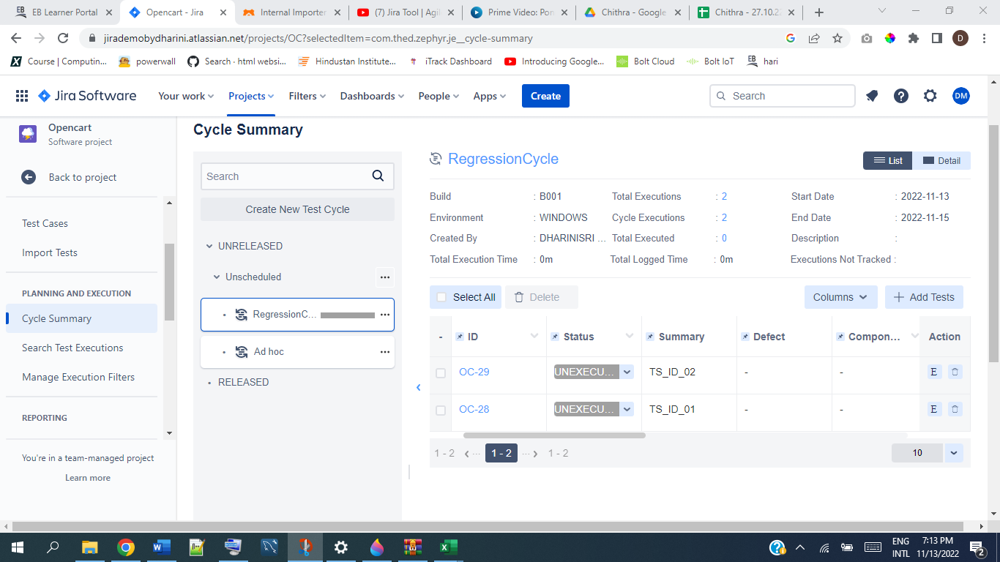 EB Learner Portal
Opencart - Jira
Internal Importer
(7) Jira Tool | Agil
Prime Video: Pon
Chithra - Google
Chithra - 27.10.22
jirademobydharini.atlassian.net/projects/OC?selectedItem=com.thed.zephyr.je__cycle-summary
D
Course | Computin...
powerwall
Search · html websi...
Hindustan Institute...
iTrack Dashboard
Introducing Google...
Bolt Cloud
Bolt IoT
hari
Jira Software
Your work
Projects
Filters
Dashboards
People
Apps
Create
Search
DM
Opencart
Software project
Back to project
Test Cases
Import Tests
PLANNING AND EXECUTION
Cycle Summary
Search Test Executions
Manage Execution Filters
REPORTING
You're in a team-managed project
Learn more
Cycle Summary
Search
Create New Test Cycle
UNRELEASED
Unscheduled
RegressionC...
Ad hoc
RELEASED
RegressionCycle
List Detail
Build : B001 Total Executions : 2 Start Date : 2022-11-13
Environment : WINDOWS Cycle Executions : 2 End Date : 2022-11-15
Created By : DHARINISRI ... Total Executed : 0 Description :
Total Execution Time : 0m Total Logged Time : 0m Executions Not Tracked :
Select All Delete Columns + Add Tests
- ID Status Summary Defect Compon... Action
OC-29 UNEXECU... TS_ID_02 - - E
OC-28 UNEXECU... TS_ID_01 - - E
1 - 2 ‹ ··· 1 - 2 ··· › 1 - 2 10
ENG 7:13 PM
INTL 11/13/2022 2